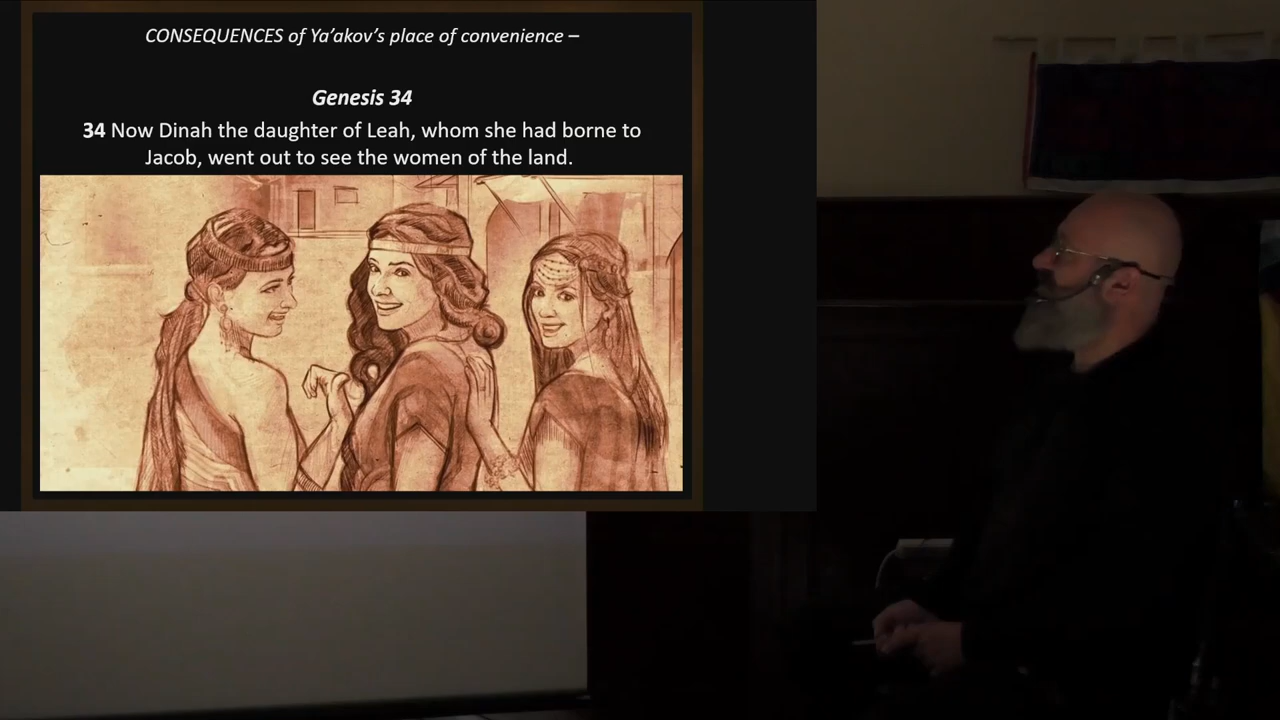 CONSEQUENCES of Ya’akov’s place of convenience –
Genesis 34
34 Now Dinah the daughter of Leah, whom she had borne to
Jacob, went out to see the women of the land.